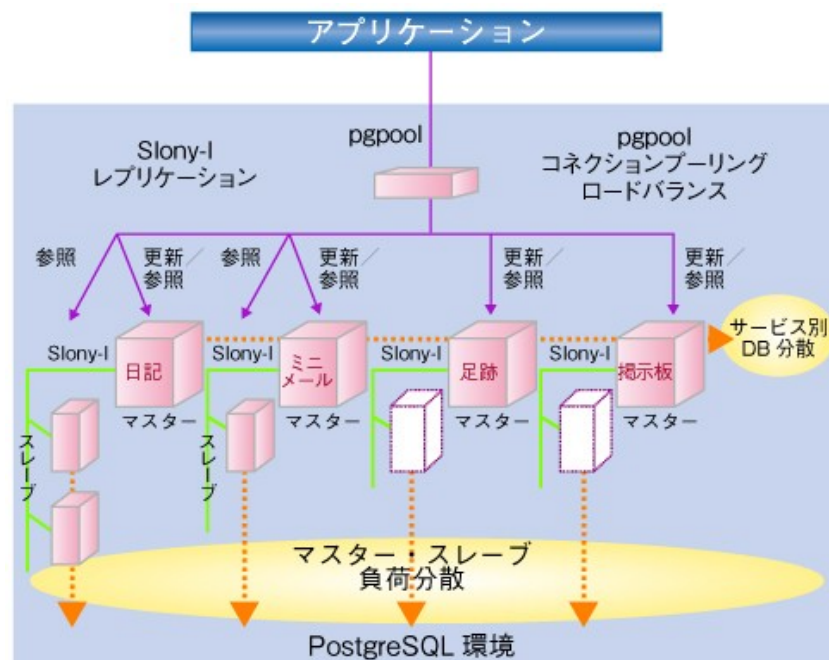 アプリケーション
Slony-I
レプリケーション
pgpool
pgpool
コネクションプーリング
ロードバランス
参照
更新／
参照
参照
更新／
参照
更新／
参照
更新／
参照
サービス別
DB 分散
Slony-I
日記
マスター
Slony-I
ミニ
メール
マスター
Slony-I
足跡
マスター
Slony-I
掲示板
マスター
スレーブ
スレーブ
マスター・スレーブ
負荷分散
PostgreSQL 環境